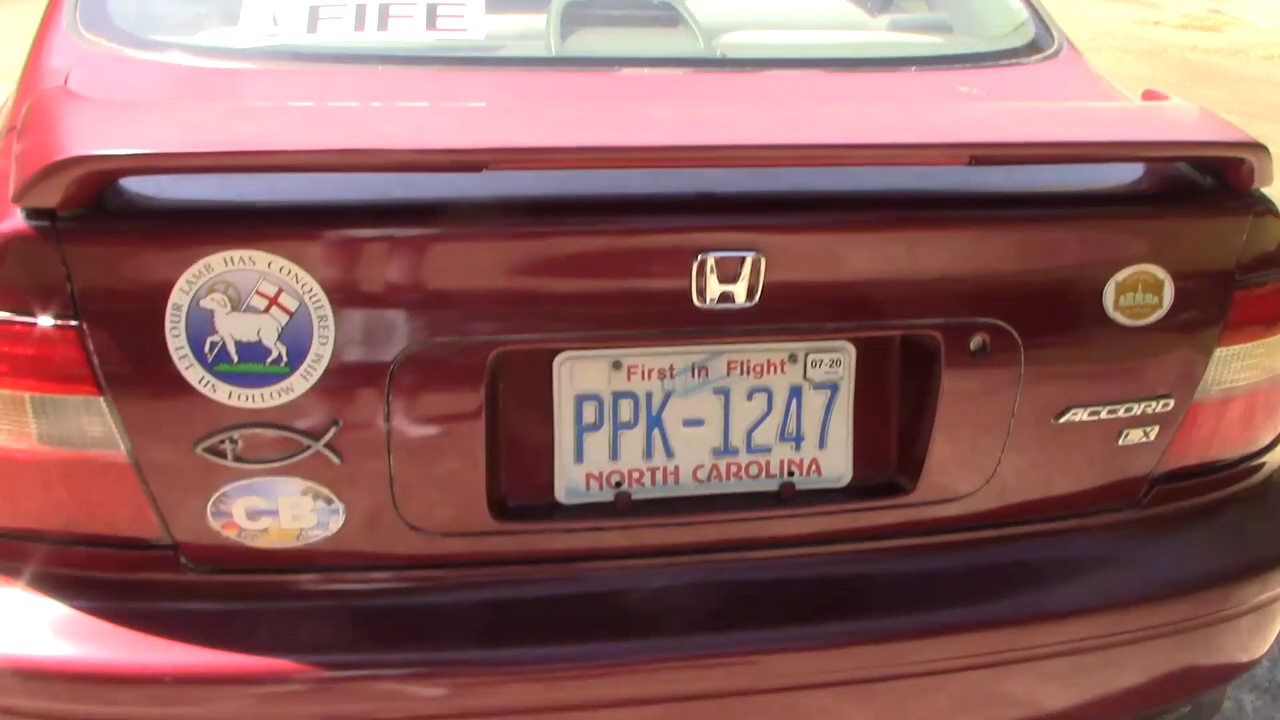 FIFE
OUR LAMB HAS CONQUERED
LET US FOLLOW HIM
CB
First in Flight
07-20
PPK-1247
NORTH CAROLINA
ACCORD
LX